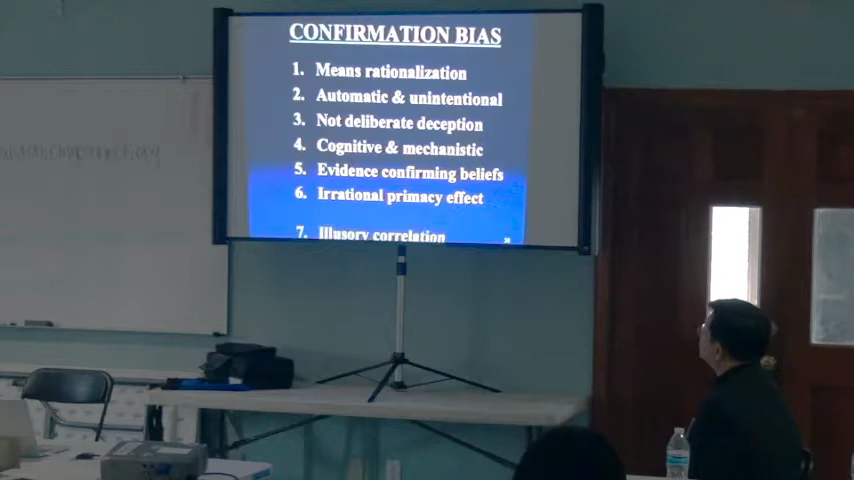 CONFIRMATION BIAS
1. Means rationalization
2. Automatic & unintentional
3. Not deliberate deception
4. Cognitive & mechanistic
5. Evidence confirming beliefs
6. Irrational primacy effect
7. Illusory correlation